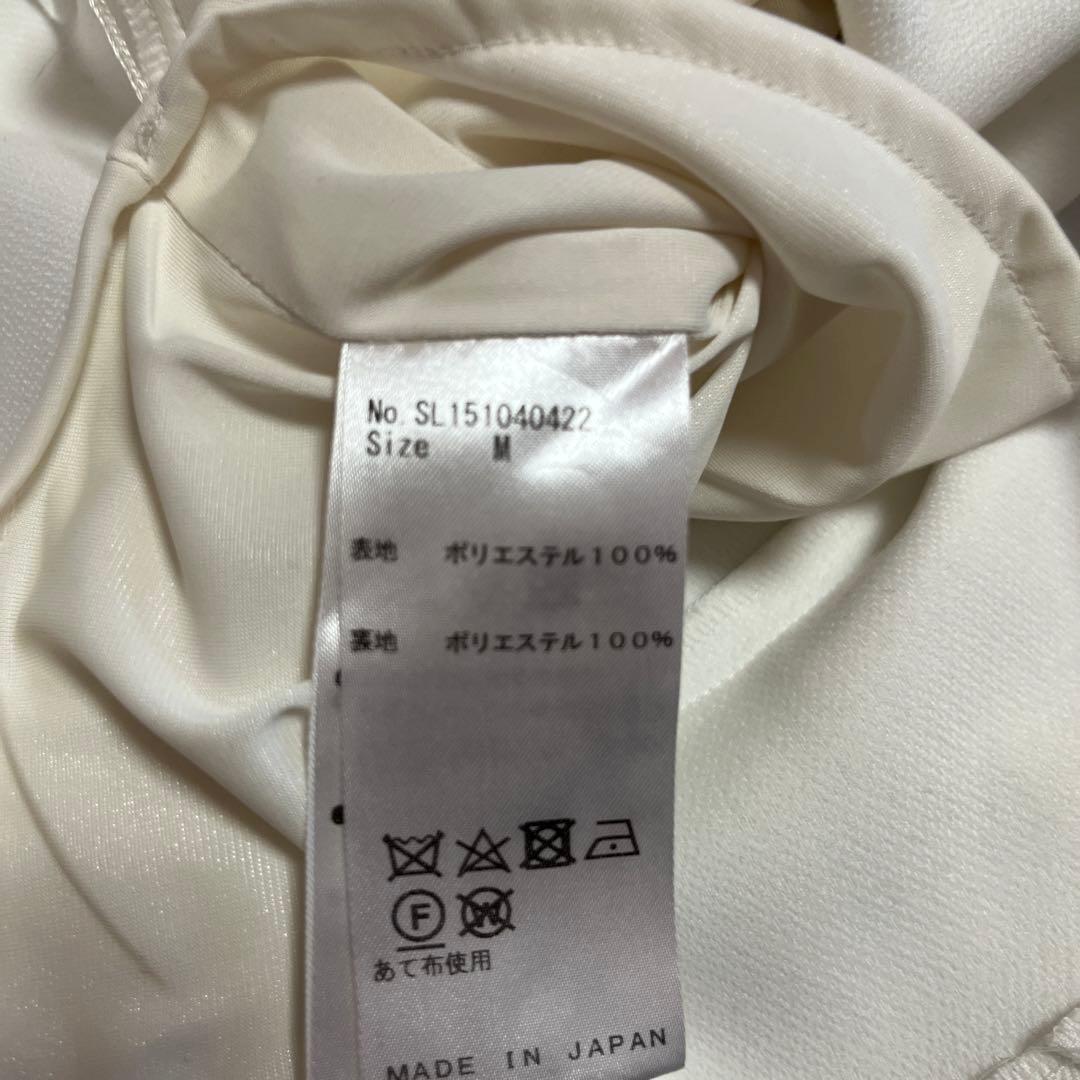 No. SL151040422
Size M
表地 ポリエステル100%
裏地 ポリエステル100%
F
W
あて布使用
MADE IN JAPAN